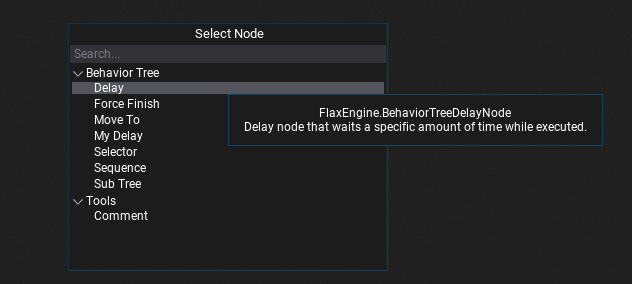 Select Node
Search...
Behavior Tree
Delay
Force Finish
Move To
My Delay
Selector
Sequence
Sub Tree
Tools
Comment
FlaxEngine.BehaviorTreeDelayNode
Delay node that waits a specific amount of time while executed.